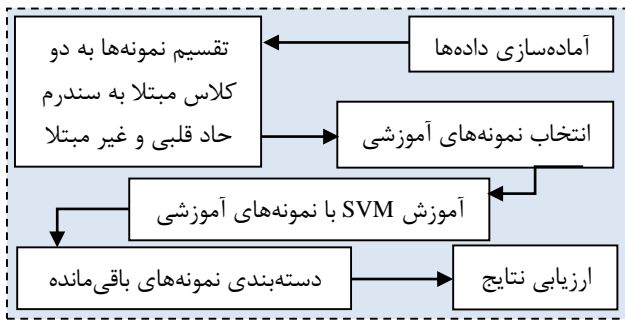 آماده‌سازی داده‌ها
تقسیم نمونه‌ها به دو
کلاس مبتلا به سندرم
حاد قلبی و غیر مبتلا
انتخاب نمونه‌های آموزشی
آموزش SVM با نمونه‌های آموزشی
دسته‌بندی نمونه‌های باقی‌مانده
ارزیابی نتایج